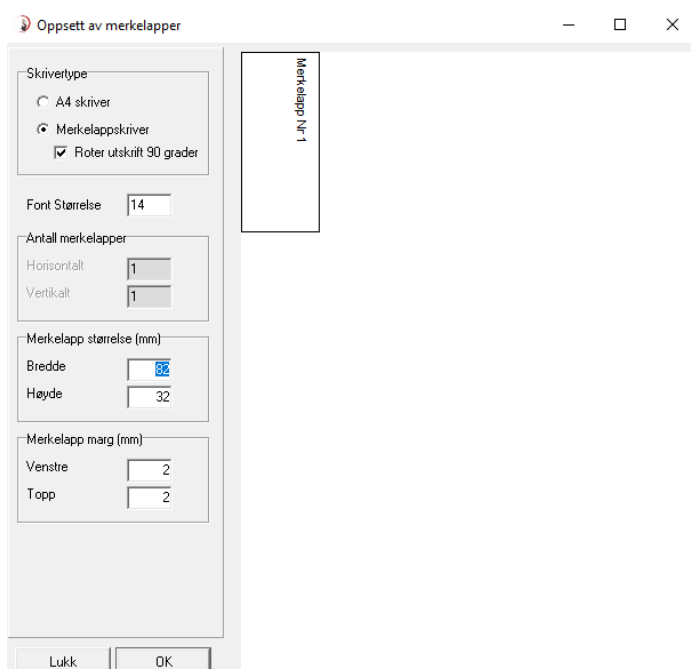 Oppsett av merkelapper
Skrivertype
A4 skriver
Merkelappskriver
Roter utskrift 90 grader
Font Størrelse 14
Antall merkelapper
Horisontalt 1
Vertikalt 1
Merkelapp størrelse (mm)
Bredde 82
Høyde 32
Merkelapp marg (mm)
Venstre 2
Topp 2
Lukk OK
Merkelapp Nr 1